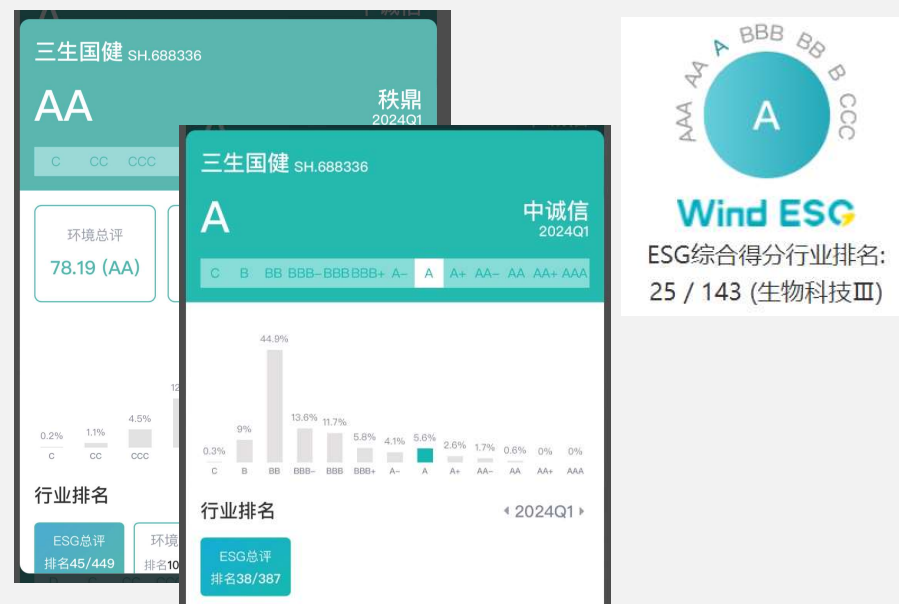 三生国健 SH.688336
AA
秩鼎
2024Q1
C CC CCC
环境总评
78.19 (AA)
0.2% 1.1% 4.5% 12
C CC CCC
行业排名
ESG总评
排名45/449
环境
排名10
三生国健 SH.688336
A
中诚信
2024Q1
C B BB BBB- BBB BBB+ A- A A+ AA- AA AA+ AAA
0.3% 9% 44.9% 13.6% 11.7% 5.8% 4.1% 5.6% 2.6% 1.7% 0.6% 0% 0%
C B BB BBB- BBB BBB+ A- A A+ AA- AA AA+ AAA
行业排名
2024Q1
ESG总评
排名38/387
AAA AA A BBB BB B CCC
A
Wind ESG
ESG综合得分行业排名:
25 / 143 (生物科技Ⅲ)